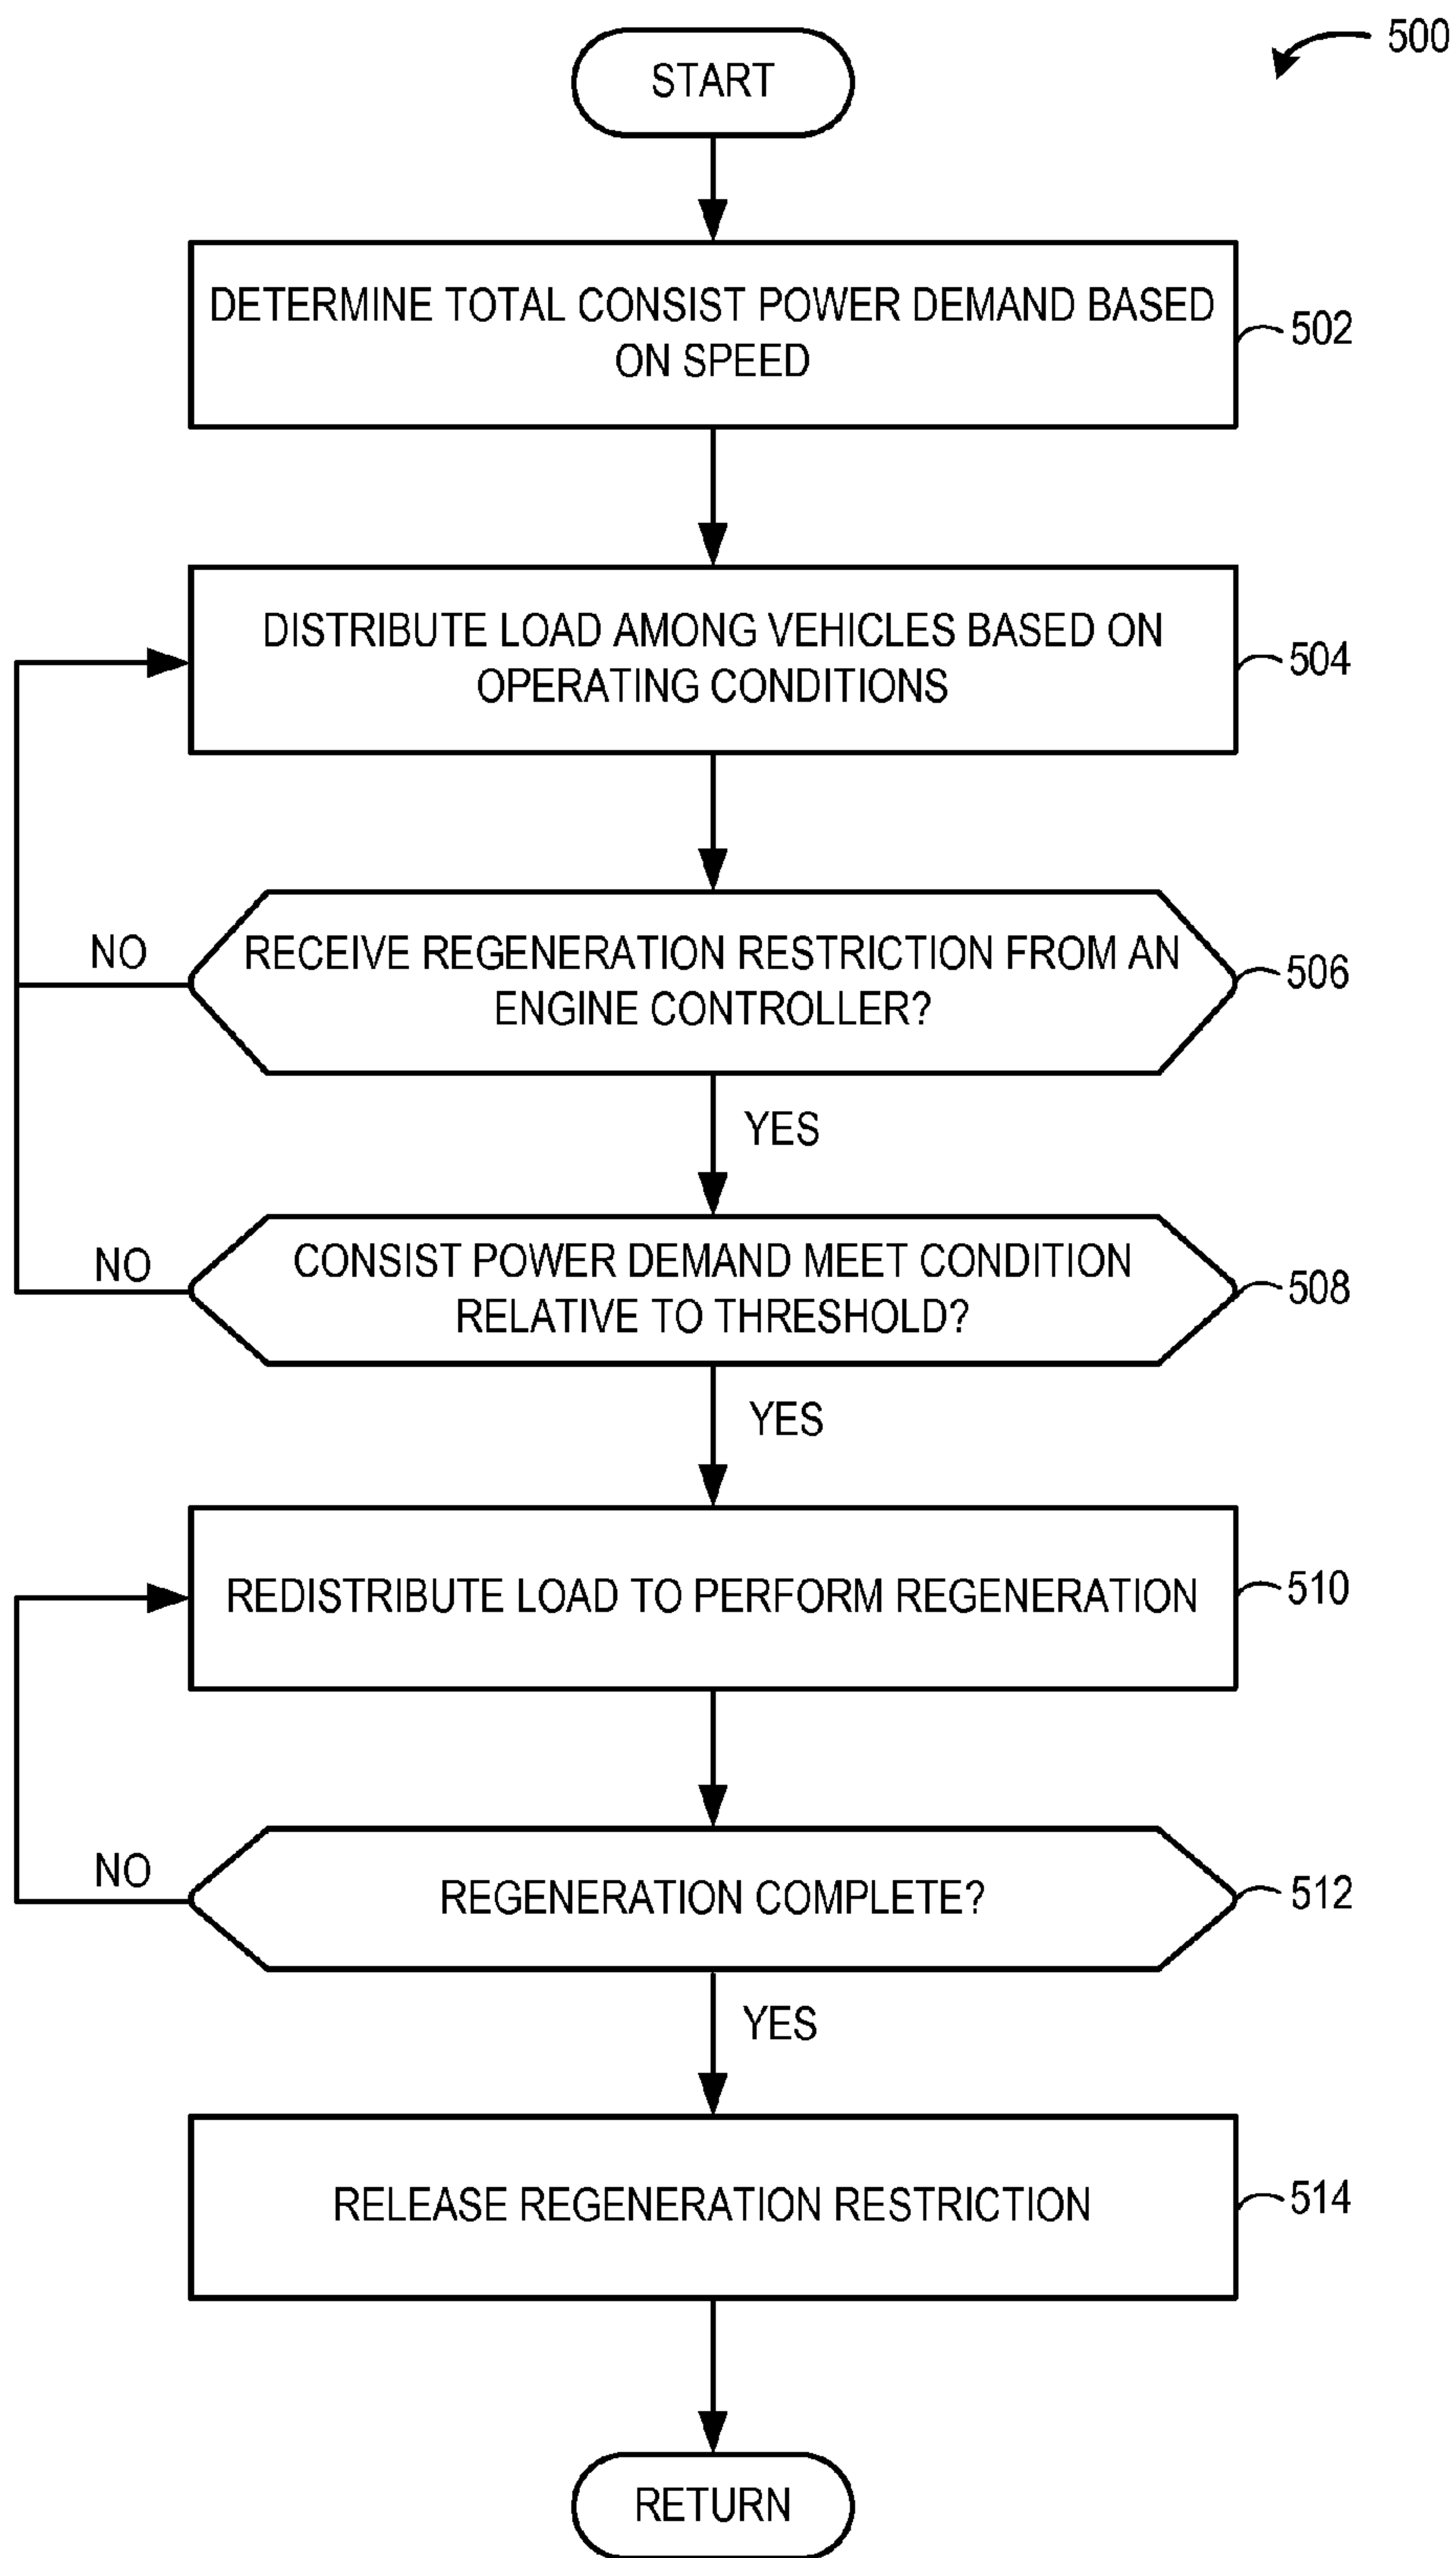 500
START
DETERMINE TOTAL CONSIST POWER DEMAND BASED
ON SPEED
502
DISTRIBUTE LOAD AMONG VEHICLES BASED ON
OPERATING CONDITIONS
504
NO
RECEIVE REGENERATION RESTRICTION FROM AN
ENGINE CONTROLLER?
506
YES
NO
CONSIST POWER DEMAND MEET CONDITION
RELATIVE TO THRESHOLD?
508
YES
REDISTRIBUTE LOAD TO PERFORM REGENERATION
510
NO
REGENERATION COMPLETE?
512
YES
RELEASE REGENERATION RESTRICTION
514
RETURN